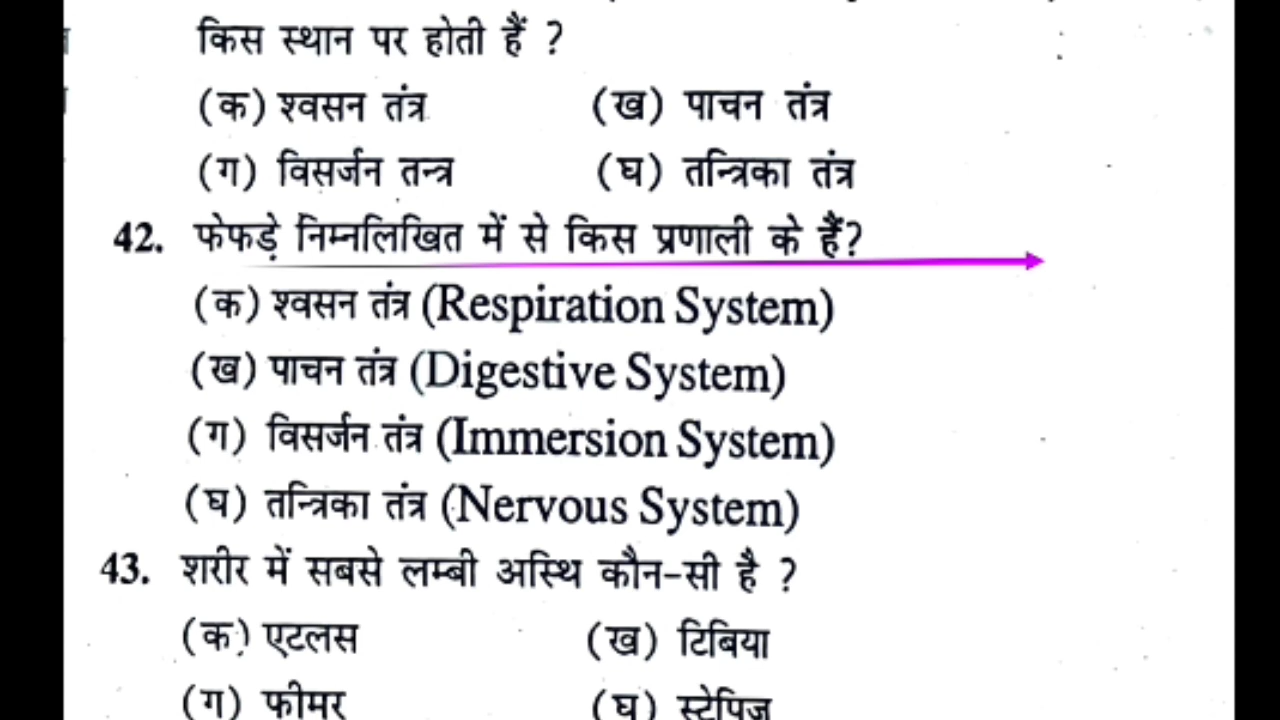 किस स्थान पर होती हैं ?
(क) श्वसन तंत्र (ख) पाचन तंत्र
(ग) विसर्जन तन्त्र (घ) तन्त्रिका तंत्र
42. फेफड़े निम्नलिखित में से किस प्रणाली के हैं?
(क) श्वसन तंत्र (Respiration System)
(ख) पाचन तंत्र (Digestive System)
(ग) विसर्जन तंत्र (Immersion System)
(घ) तन्त्रिका तंत्र (Nervous System)
43. शरीर में सबसे लम्बी अस्थि कौन-सी है ?
(क) एटलस (ख) टिबिया
(ग) फीमर (घ) स्टेपिज